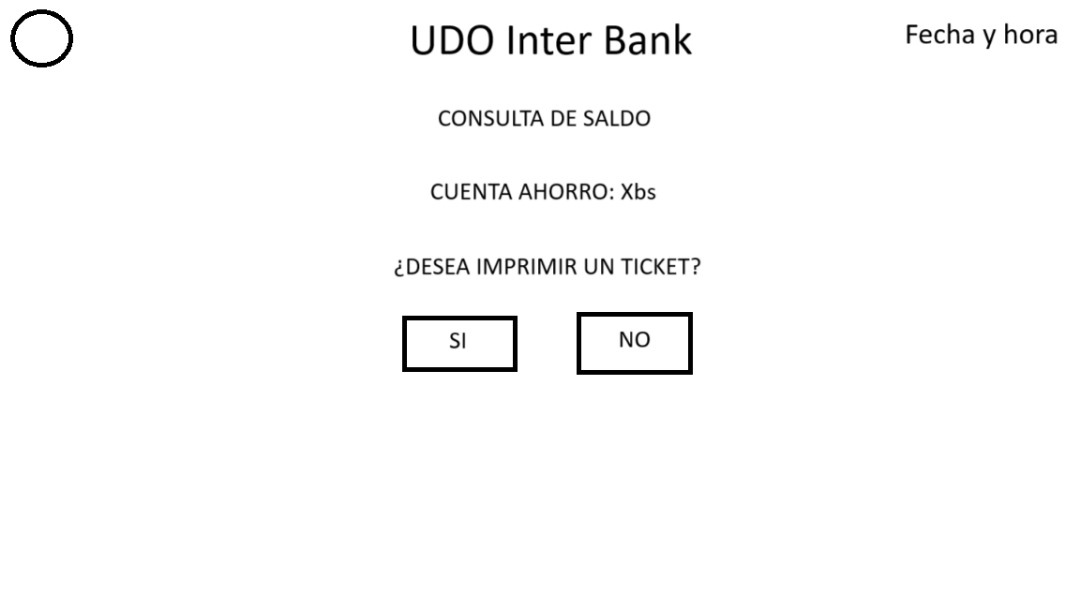 UDO Inter Bank
Fecha y hora
CONSULTA DE SALDO
CUENTA AHORRO: Xbs
¿DESEA IMPRIMIR UN TICKET?
SI
NO